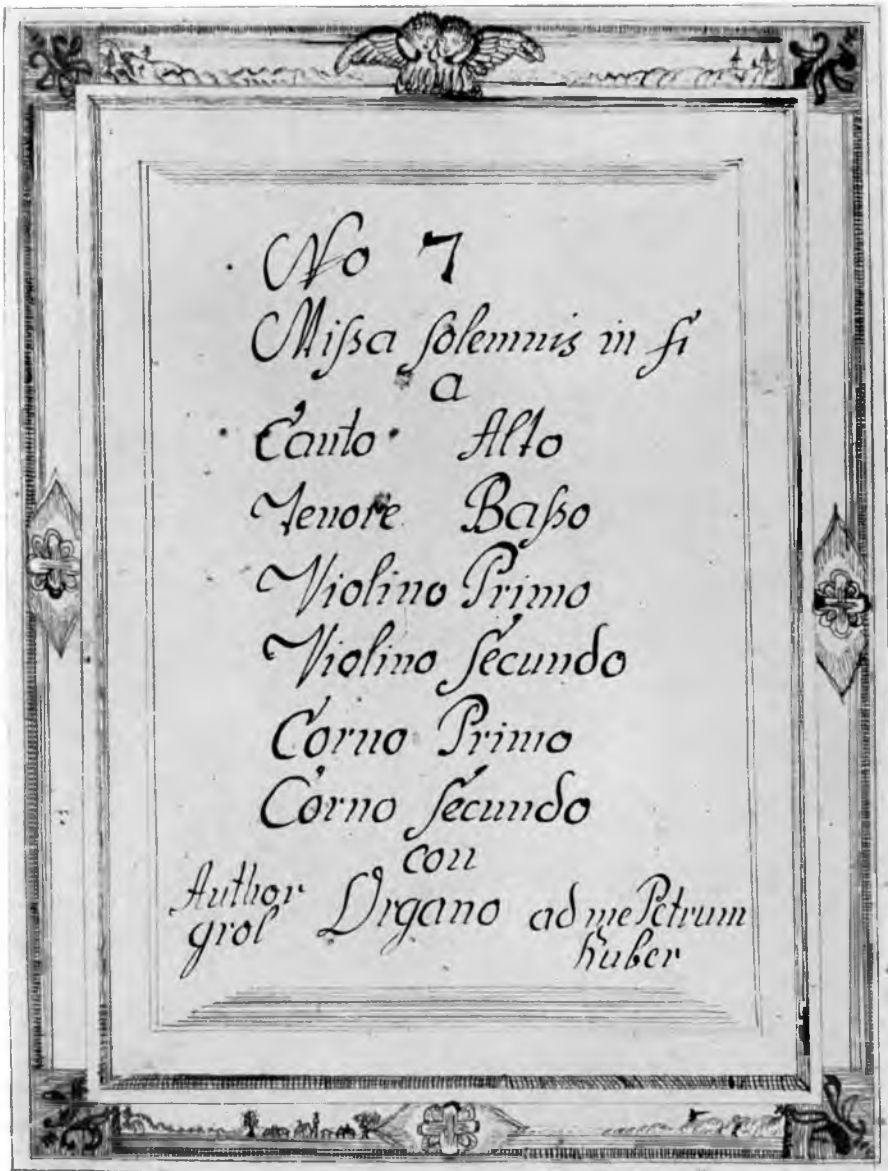 No 7
Mißa solemnis in
a
Canto Alto
Tenore Baßo
Violino Primo
Violino Secundo
Corno Primo
Corno Secundo
con
Author Organo ad me Petrum
grol huber